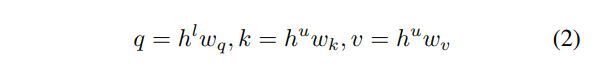 q = h^l w_q, k = h^u w_k, v = h^u w_v (2)